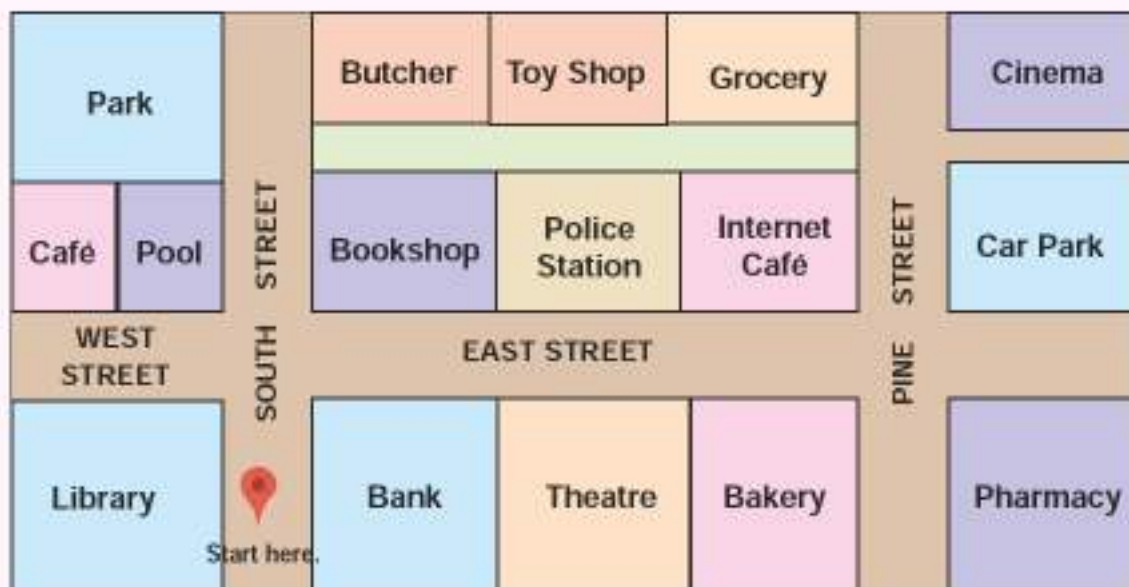 Butcher
Toy Shop
Grocery
Cinema
Park
Café
Pool
SOUTH STREET
Bookshop
Police
Station
Internet
Café
PINE STREET
Car Park
WEST
STREET
EAST STREET
Library
Start here.
Bank
Theatre
Bakery
Pharmacy